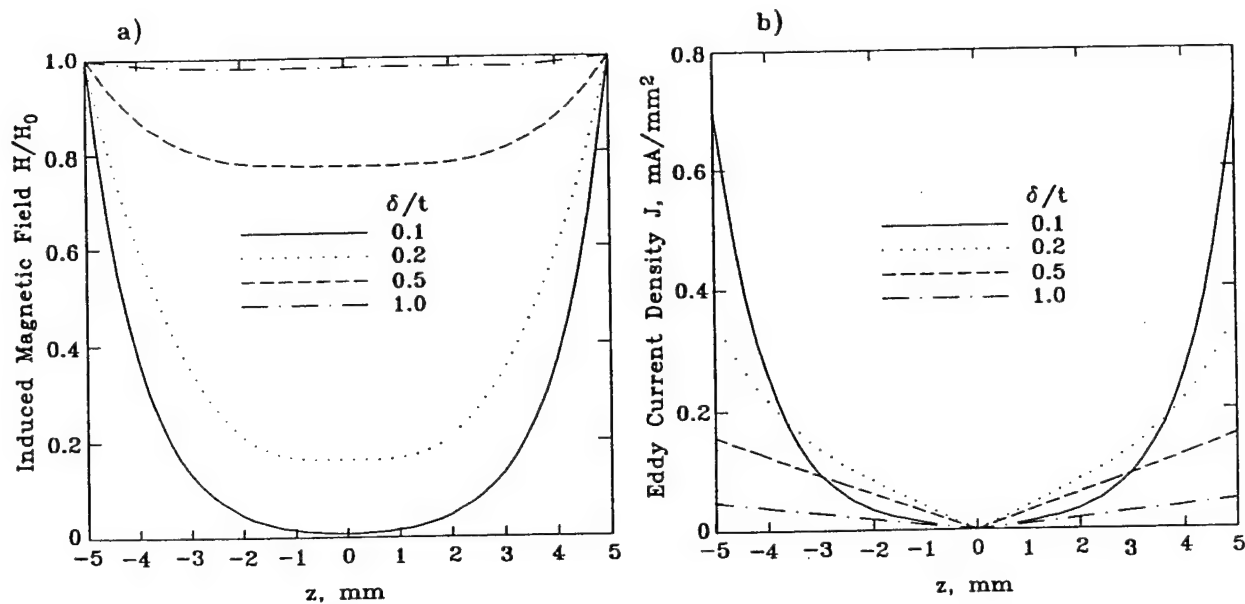 a)
Induced Magnetic Field H/H₀
1.0
0.8
0.6
0.4
0.2
0
δ/t
0.1
0.2
0.5
1.0
-5 -4 -3 -2 -1 0 1 2 3 4 5
z, mm
b)
Eddy Current Density J, mA/mm²
0.8
0.6
0.4
0.2
0
δ/t
0.1
0.2
0.5
1.0
-5 -4 -3 -2 -1 0 1 2 3 4 5
z, mm